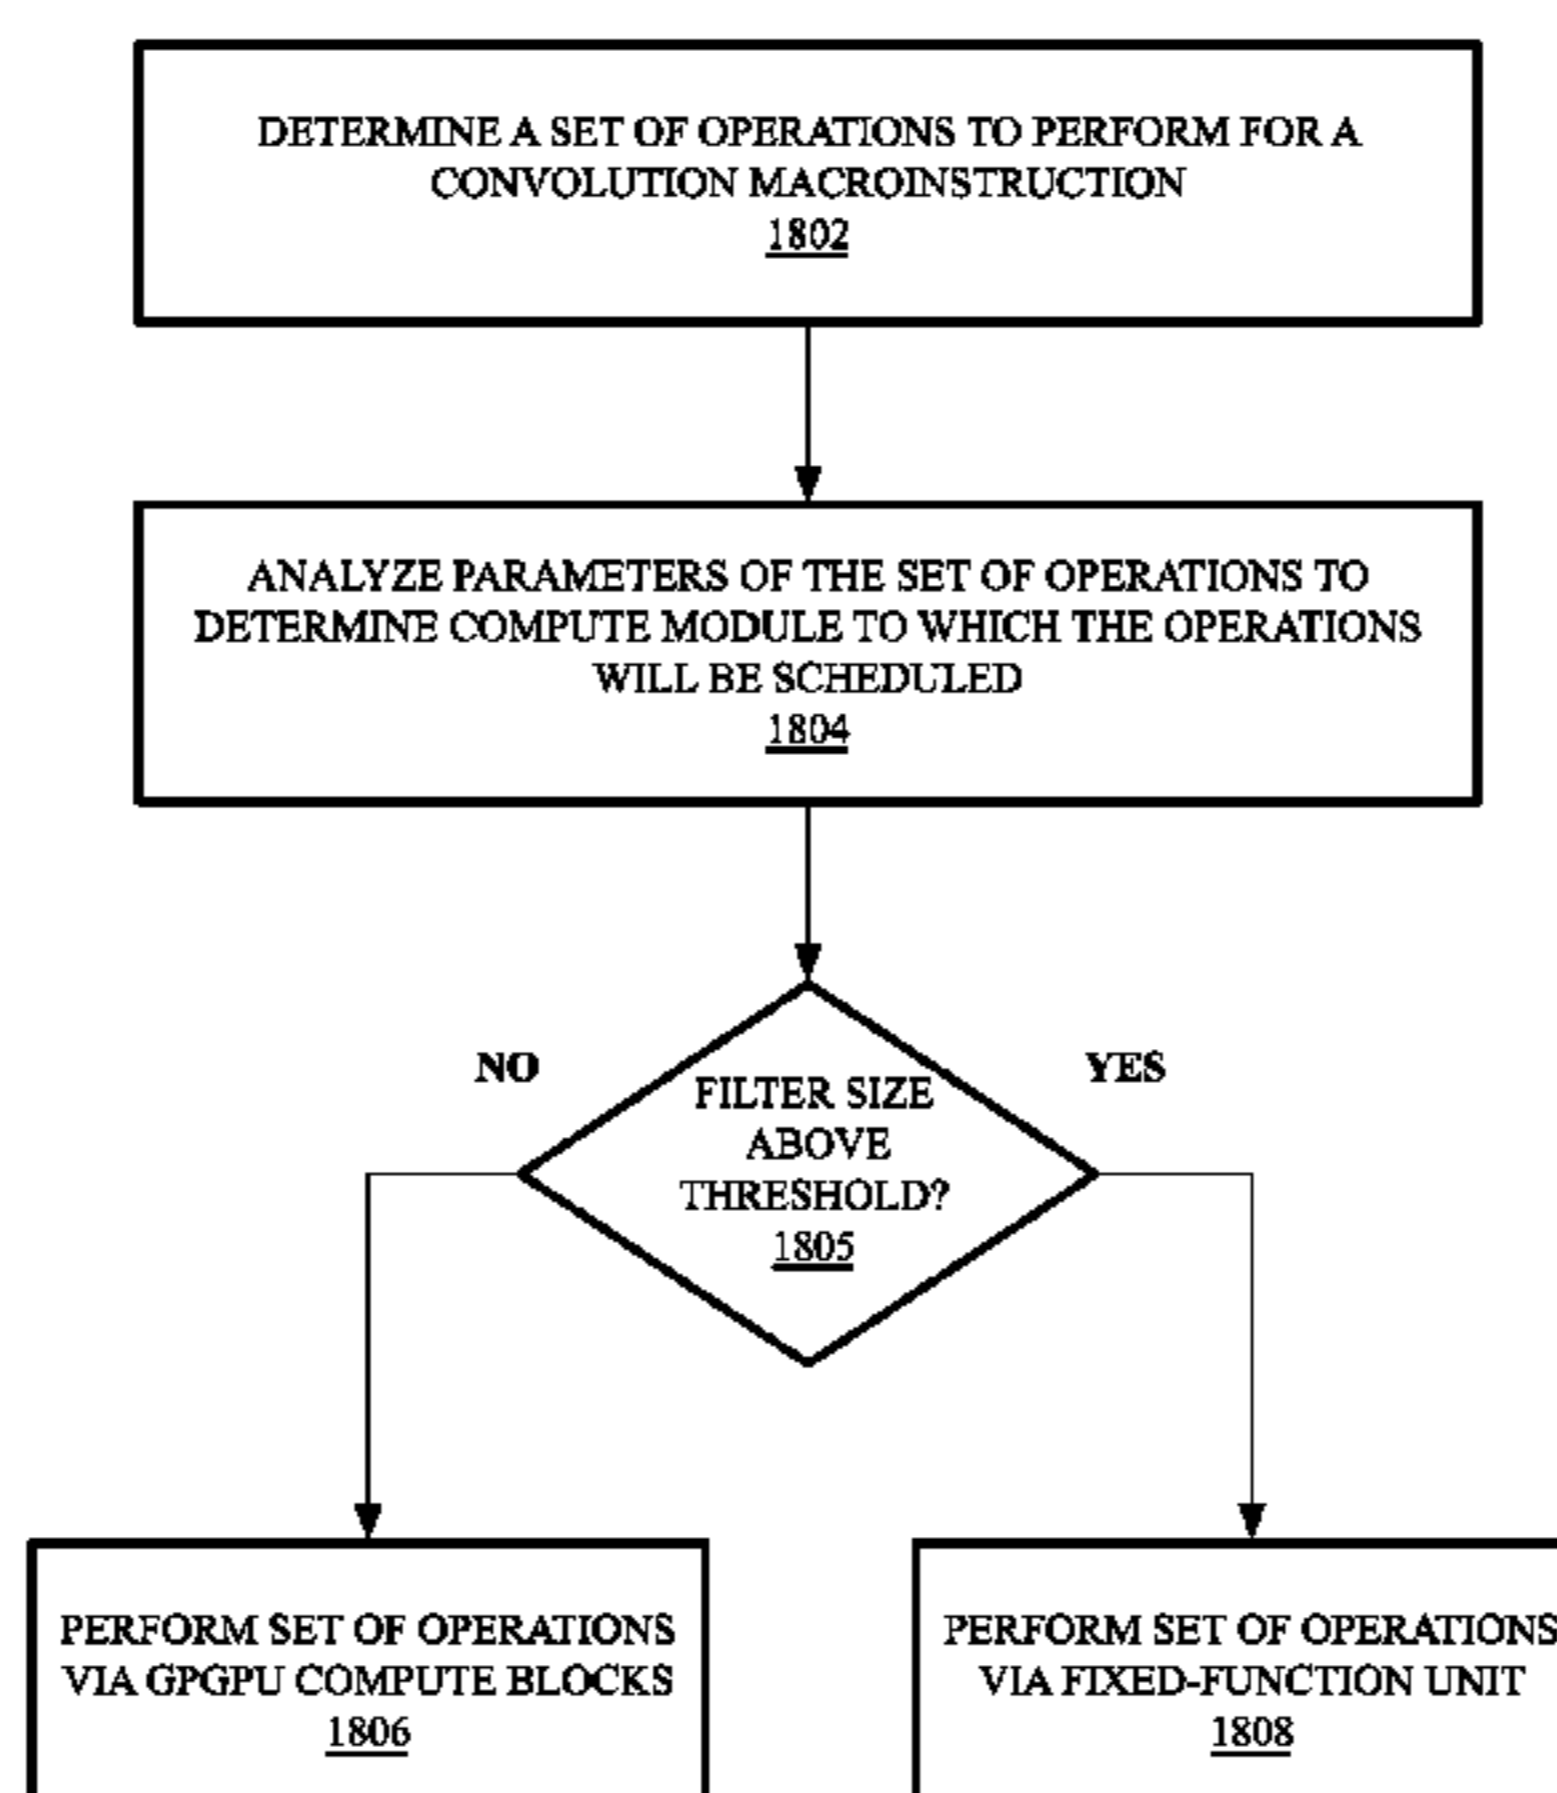 DETERMINE A SET OF OPERATIONS TO PERFORM FOR A
CONVOLUTION MACROINSTRUCTION
1802
ANALYZE PARAMETERS OF THE SET OF OPERATIONS TO
DETERMINE COMPUTE MODULE TO WHICH THE OPERATIONS
WILL BE SCHEDULED
1804
NO
YES
FILTER SIZE
ABOVE
THRESHOLD?
1805
PERFORM SET OF OPERATIONS
VIA GPGPU COMPUTE BLOCKS
1806
PERFORM SET OF OPERATIONS
VIA FIXED-FUNCTION UNIT
1808